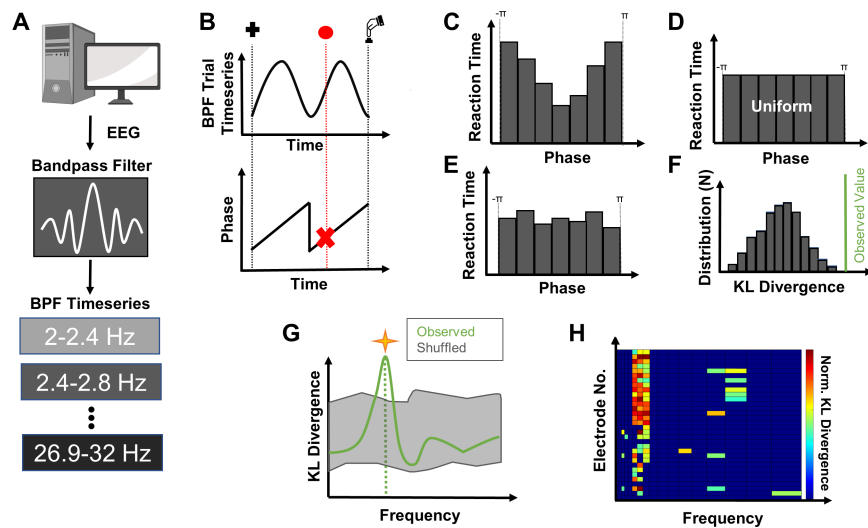 A
EEG
Bandpass Filter
BPF Timeseries
2-2.4 Hz
2.4-2.8 Hz
26.9-32 Hz
B
BPF Trial
Timeseries
Time
Phase
Time
C
-π
π
Reaction Time
Phase
D
-π
π
Reaction Time
Uniform
Phase
E
-π
π
Reaction Time
Phase
F
Distribution (N)
Observed Value
KL Divergence
G
Observed
Shuffled
KL Divergence
Frequency
H
Electrode No.
Norm. KL Divergence
Frequency